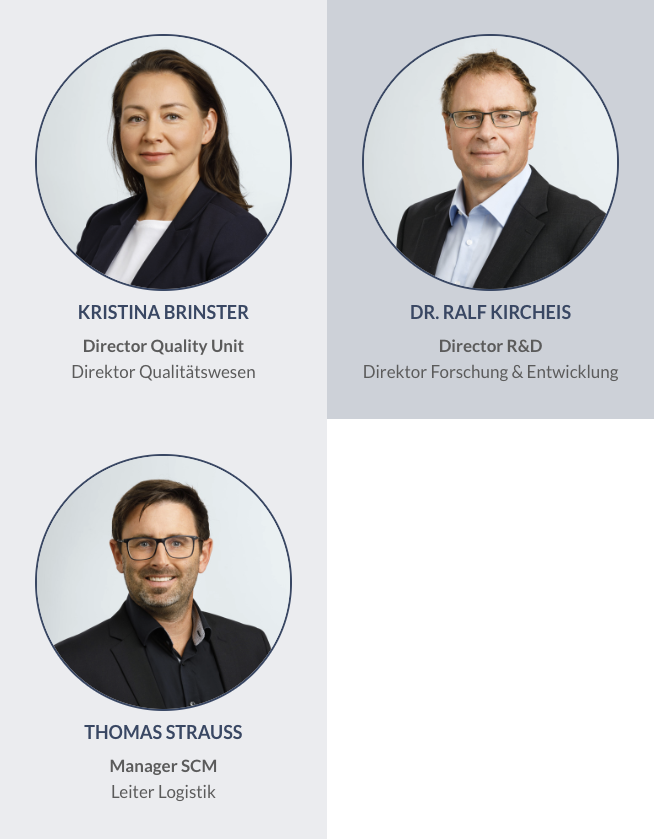 KRISTINA BRINSTER
Director Quality Unit
Direktor Qualitätswesen
DR. RALF KIRCHEIS
Director R&D
Direktor Forschung & Entwicklung
THOMAS STRAUSS
Manager SCM
Leiter Logistik